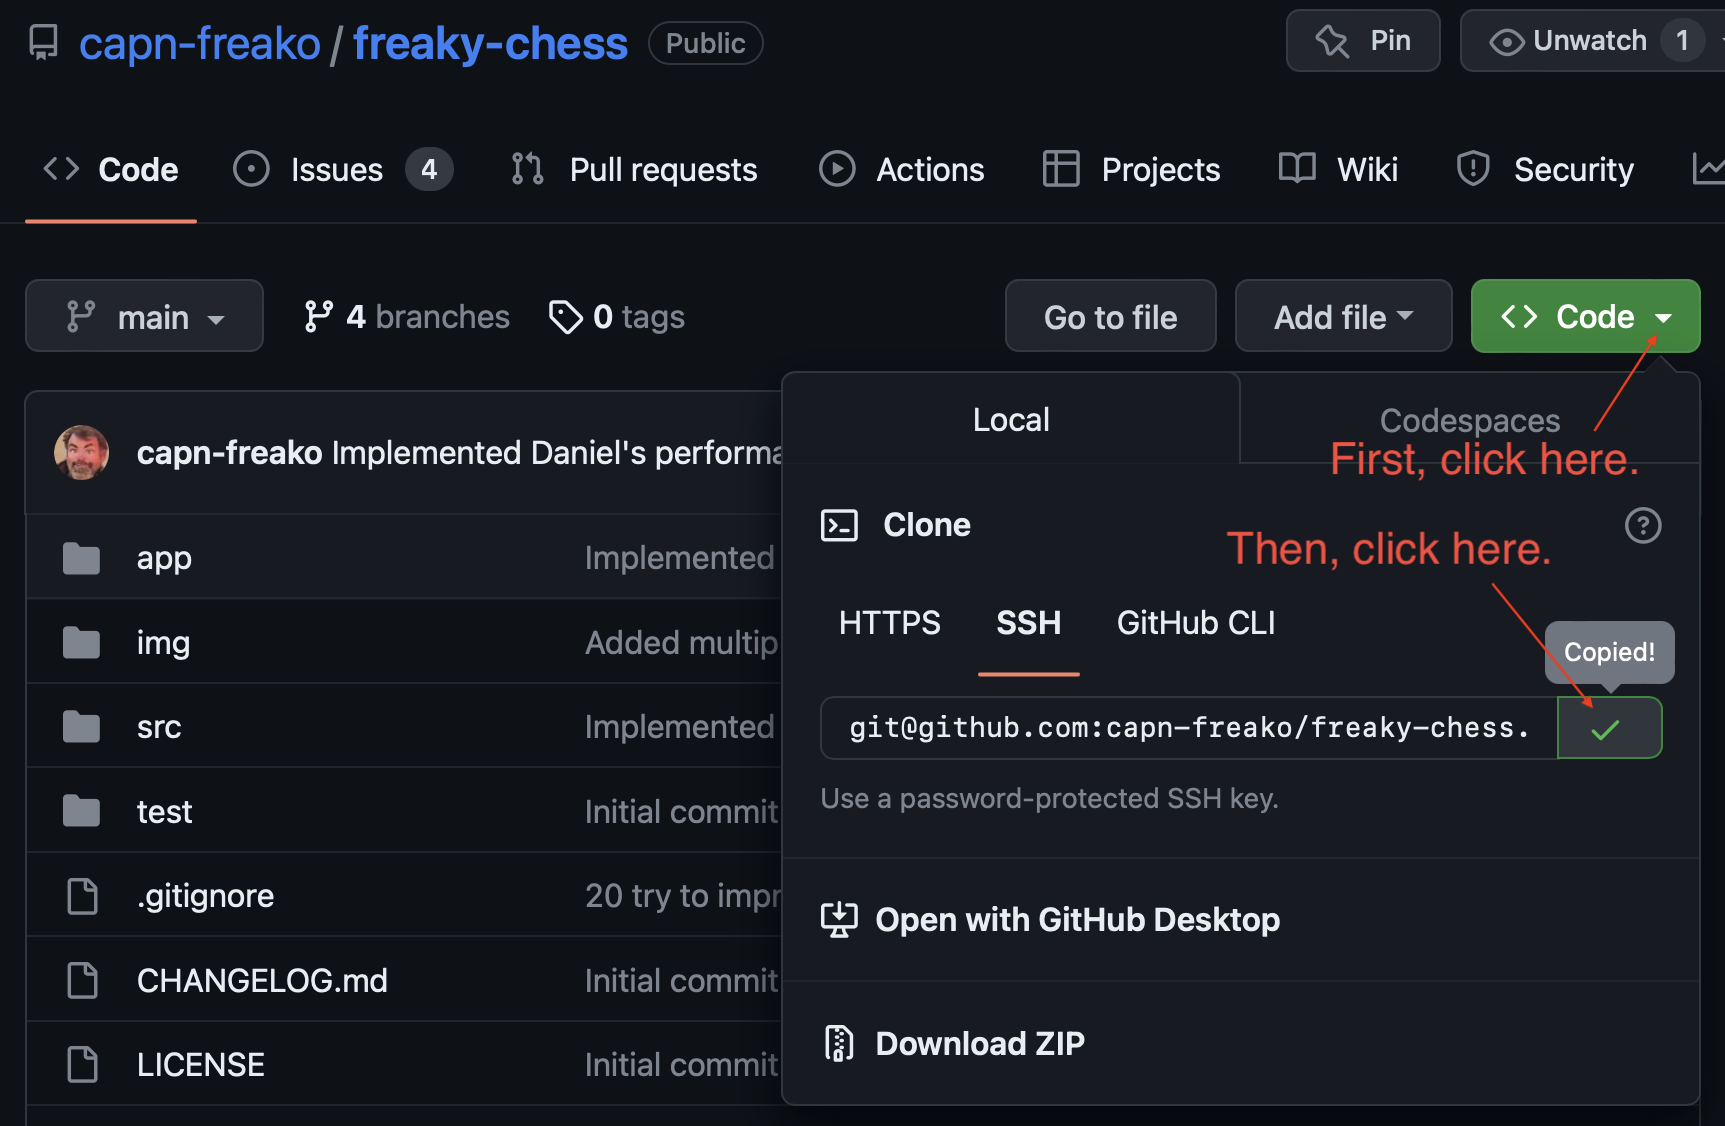 capn-freako / freaky-chess Public
Pin
Unwatch 1
Code
Issues 4
Pull requests
Actions
Projects
Wiki
Security
main
4 branches
0 tags
Go to file
Add file
Code
Local
Codespaces
First, click here.
capn-freako Implemented Daniel's performa
Clone
Then, click here.
HTTPS
SSH
GitHub CLI
Copied!
git@github.com:capn-freako/freaky-chess.
Use a password-protected SSH key.
Open with GitHub Desktop
Download ZIP
app Implemented
img Added multip
src Implemented
test Initial commit
.gitignore 20 try to impr
CHANGELOG.md Initial commit
LICENSE Initial commit